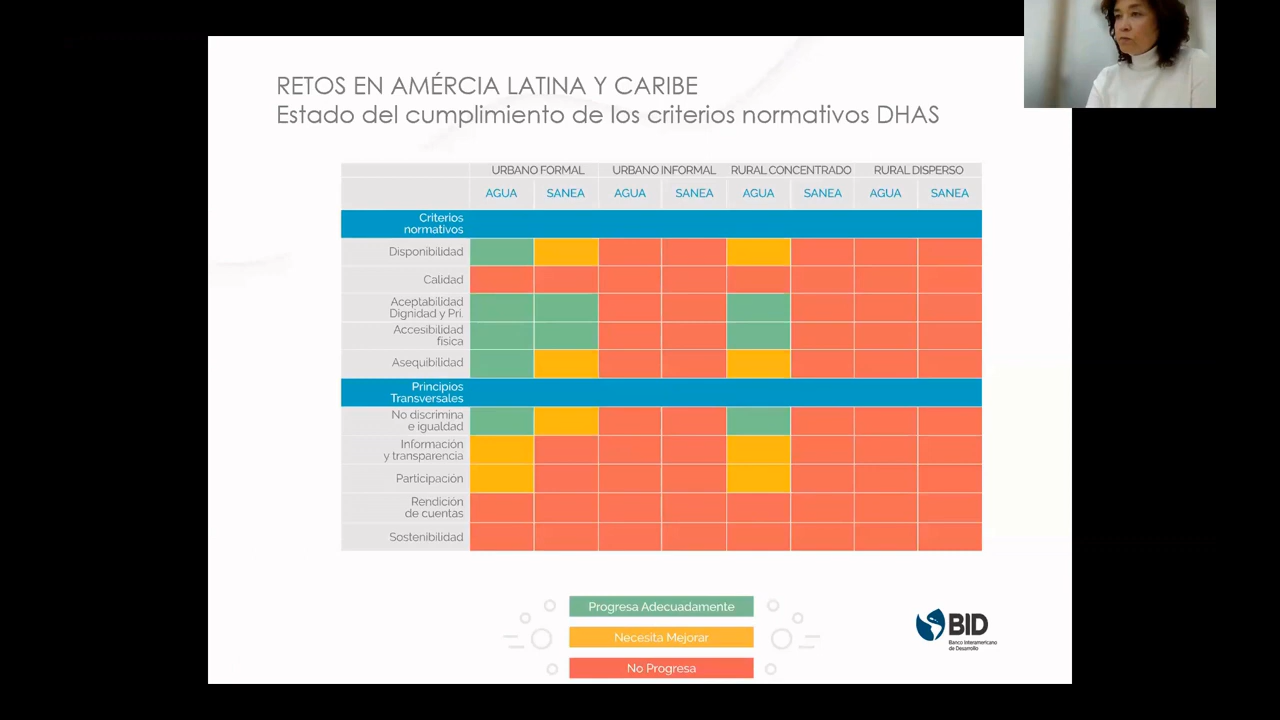 RETOS EN AMÉRCIA LATINA Y CARIBE
Estado del cumplimiento de los criterios normativos DHAS
URBANO FORMAL URBANO INFORMAL RURAL CONCENTRADO RURAL DISPERSO
AGUA SANEA AGUA SANEA AGUA SANEA AGUA SANEA
Criterios
normativos
Disponibilidad
Calidad
Aceptabilidad
Dignidad y Pri.
Accesibilidad
física
Asequibilidad
Principios
Transversales
No discrimina
e igualdad
Información
y transparencia
Participación
Rendición
de cuentas
Sostenibilidad
Progresa Adecuadamente
Necesita Mejorar
No Progresa
BID
Banco Interamericano
de Desarrollo